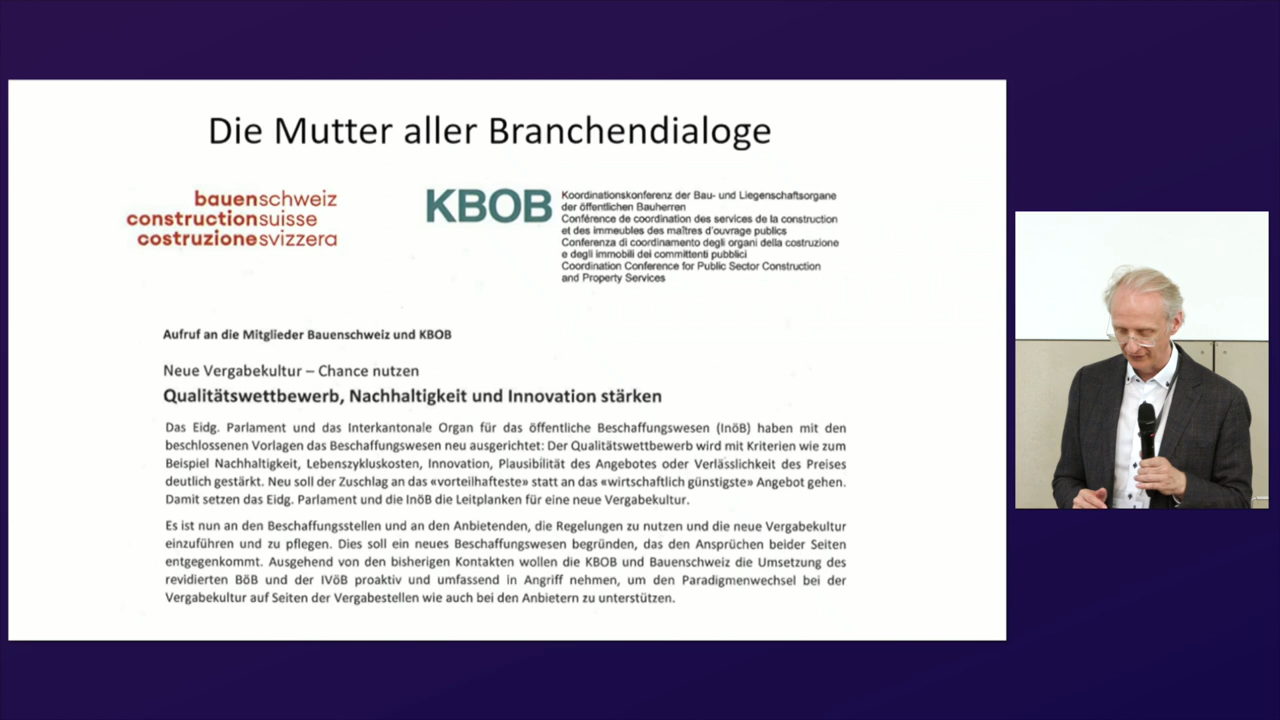 Die Mutter aller Branchendialoge
bauenschweiz
constructionsuisse
costruzionesvizzera
KBOB
Koordinationskonferenz der Bau- und Liegenschaftsorgane
der öffentlichen Bauherren
Conférence de coordination des services de la construction
et des immeubles des maîtres d'ouvrage publics
Conferenza di coordinamento degli organi della costruzione
e degli immobili dei committenti pubblici
Coordination Conference for Public Sector Construction
and Property Services
Aufruf an die Mitglieder Bauenschweiz und KBOB
Neue Vergabekultur – Chance nutzen
Qualitätswettbewerb, Nachhaltigkeit und Innovation stärken
Das Eidg. Parlament und das Interkantonale Organ für das öffentliche Beschaffungswesen (InöB) haben mit den
beschlossenen Vorlagen das Beschaffungswesen neu ausgerichtet: Der Qualitätswettbewerb wird mit Kriterien wie zum
Beispiel Nachhaltigkeit, Lebenszykluskosten, Innovation, Plausibilität des Angebotes oder Verlässlichkeit des Preises
deutlich gestärkt. Neu soll der Zuschlag an das «vorteilhafteste» statt an das «wirtschaftlich günstigste» Angebot gehen.
Damit setzen das Eidg. Parlament und die InöB die Leitplanken für eine neue Vergabekultur.
Es ist nun an den Beschaffungsstellen und an den Anbietenden, die Regelungen zu nutzen und die neue Vergabekultur
einzuführen und zu pflegen. Dies soll ein neues Beschaffungswesen begründen, das den Ansprüchen beider Seiten
entgegenkommt. Ausgehend von den bisherigen Kontakten wollen die KBOB und Bauenschweiz die Umsetzung des
revidierten BöB und der IVöB proaktiv und umfassend in Angriff nehmen, um den Paradigmenwechsel bei der
Vergabekultur auf Seiten der Vergabestellen wie auch bei den Anbietern zu unterstützen.